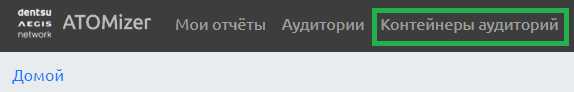 dentsu
AEGIS
network
ATOMizer Мои отчёты Аудитории Контейнеры аудиторий
Домой